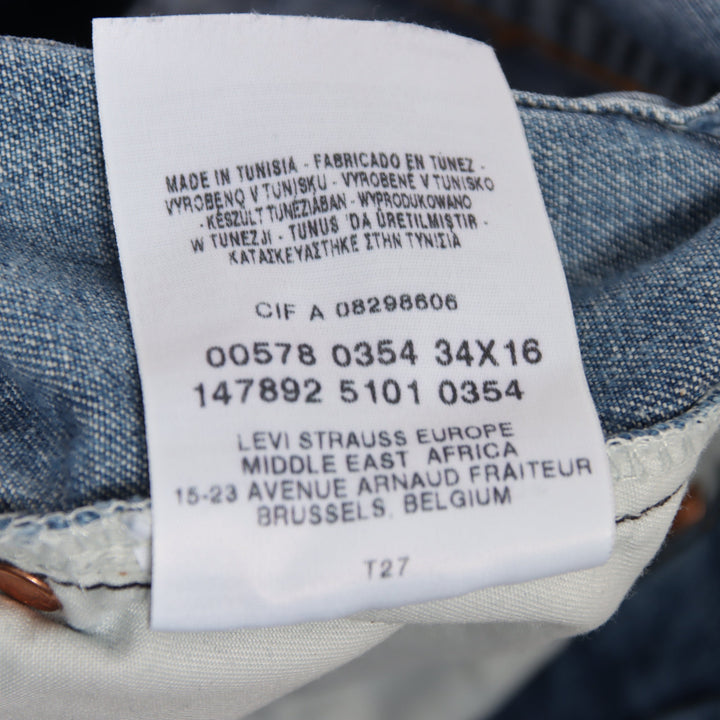 MADE IN TUNISIA - FABRICADO EN TÚNEZ -
VYROBENO V TUNISKU - VYROBENÉ V TUNISKO
- KÉSZÜLT TUNÉZIÁBAN - WYPRODUKOWANO
W TUNEZJI - TUNUS 'DA ÜRETILMISTIR -
ΚΑΤΑΣΚΕΥΑΣΤΗΚΕ ΣΤΗΝ ΤΥΝΙΣΙΑ
CIF A 08298606
00578 0354 34X16
147892 5101 0354
LEVI STRAUSS EUROPE
MIDDLE EAST AFRICA
15-23 AVENUE ARNAUD FRAITEUR
BRUSSELS, BELGIUM
T27